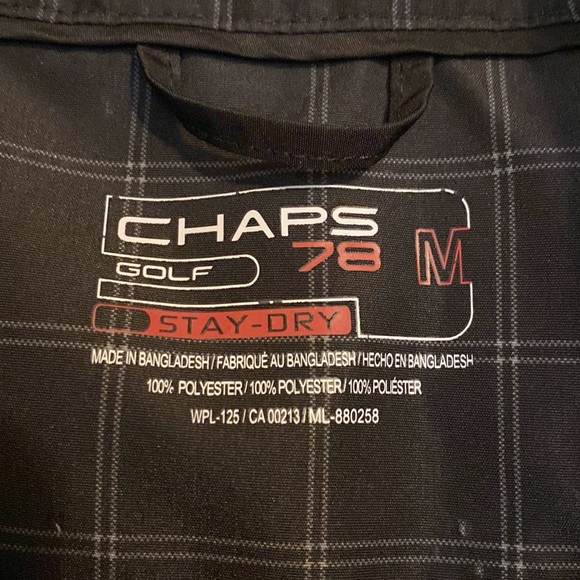 CHAPS
78
M
GOLF
STAY-DRY
MADE IN BANGLADESH / FABRIQUÉ AU BANGLADESH / HECHO EN BANGLADESH
100% POLYESTER / 100% POLYESTER / 100% POLIÉSTER
WPL-125 / CA 00213 / ML-880258